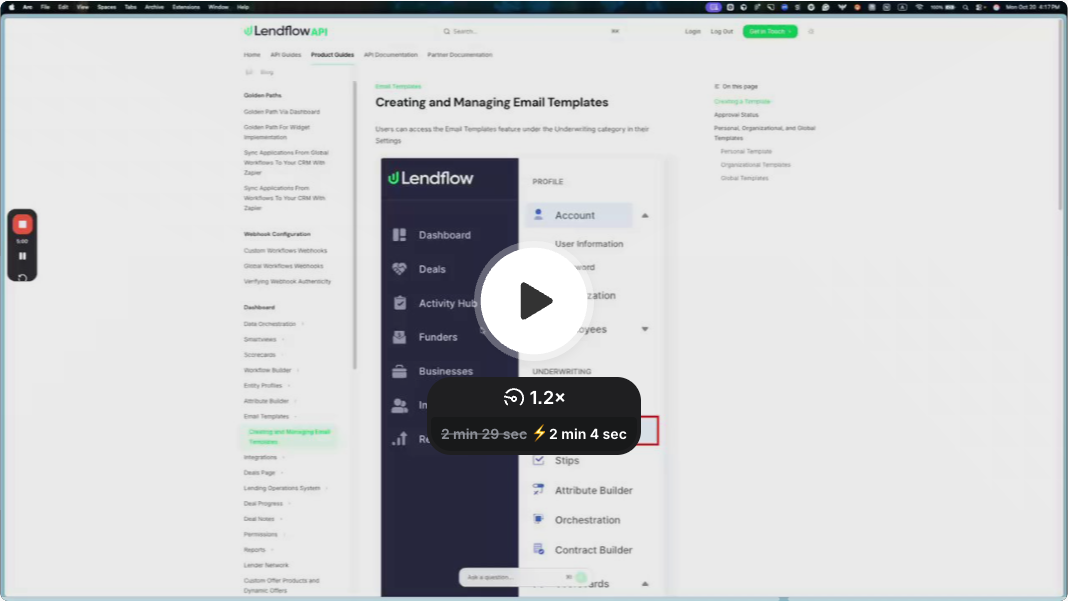 Arc File Edit View Spaces Tabs Archive Extensions Window Help
100% Mon Oct 20 4:17 PM
Lendflow API
Search...
⌘K
Login Log Out Get In Touch
Home API Guides Product Guides API Documentation Partner Documentation
Blog
Golden Paths
Golden Path Via Dashboard
Golden Path For Widget
Implementation
Sync Applications From Global
Workflows To Your CRM With
Zapier
Sync Applications From
Workflows To Your CRM With
Zapier
Webhook Configuration
Custom Workflows Webhooks
Global Workflows Webhooks
Verifying Webhook Authenticity
Dashboard
Data Orchestration
Smartviews
Scorecards
Workflow Builder
Entity Profiles
Attribute Builder
Email Templates
Creating and Managing Email
Templates
Integrations
Deals Page
Lending Operations System
Deal Progress
Deal Notes
Permissions
Reports
Lender Network
Custom Offer Products and
Dynamic Offers
Email Templates
Creating and Managing Email Templates
Users can access the Email Templates feature under the Underwriting category in their
Settings
Lendflow
Dashboard
Deals
Activity Hub
Funders
Businesses
In
Re
PROFILE
Account
User Information
word
ization
oyees
UNDERWRITING
Stips
Attribute Builder
Orchestration
Contract Builder
ards
1.2×
2 min 29 sec ⚡2 min 4 sec
Ask a question...
On this page
Creating a Template
Approval Status
Personal, Organizational, and Global
Templates
Personal Template
Organizational Templates
Global Templates
5:00